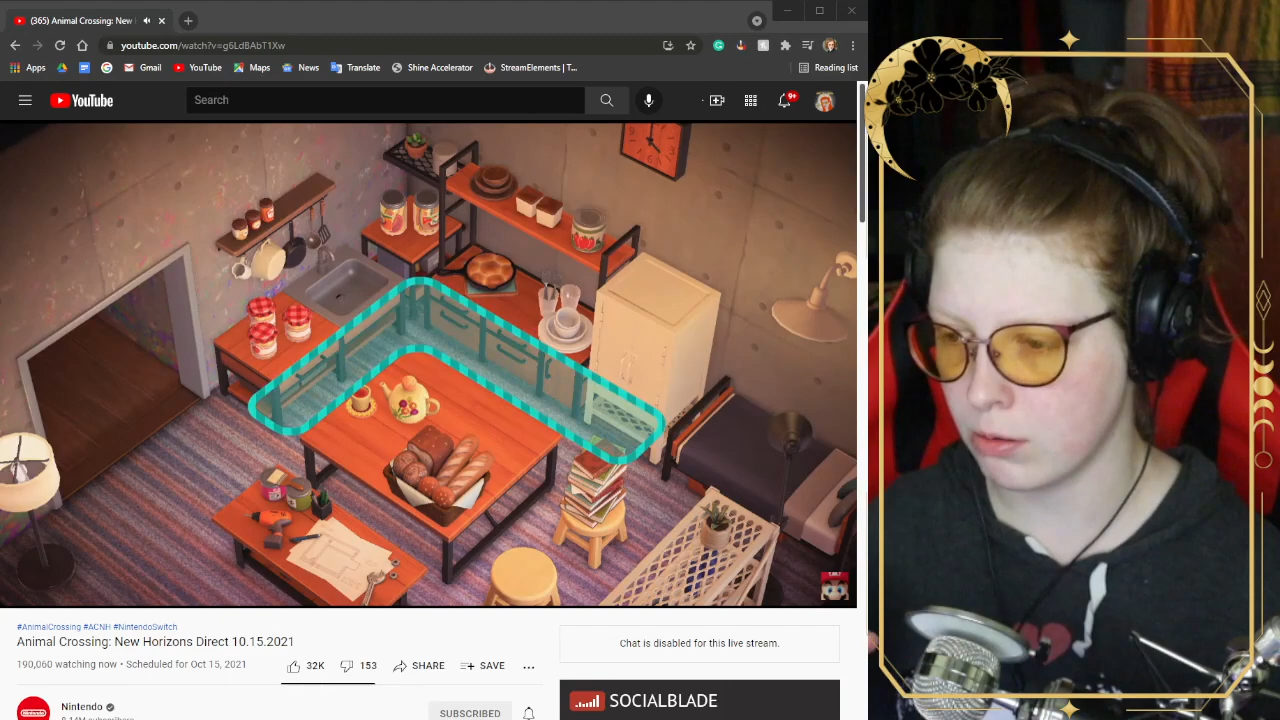 (365) Animal Crossing: New
youtube.com/watch?v=g6LdBAbT1Xw
Apps
Gmail
YouTube
Maps
News
Translate
Shine Accelerator
StreamElements | T...
Reading list
YouTube
Search
9+
#AnimalCrossing #ACNH #NintendoSwitch
Animal Crossing: New Horizons Direct 10.15.2021
190,060 watching now • Scheduled for Oct 15, 2021
32K
153
SHARE
SAVE
Chat is disabled for this live stream.
Nintendo
SUBSCRIBED
SOCIALBLADE